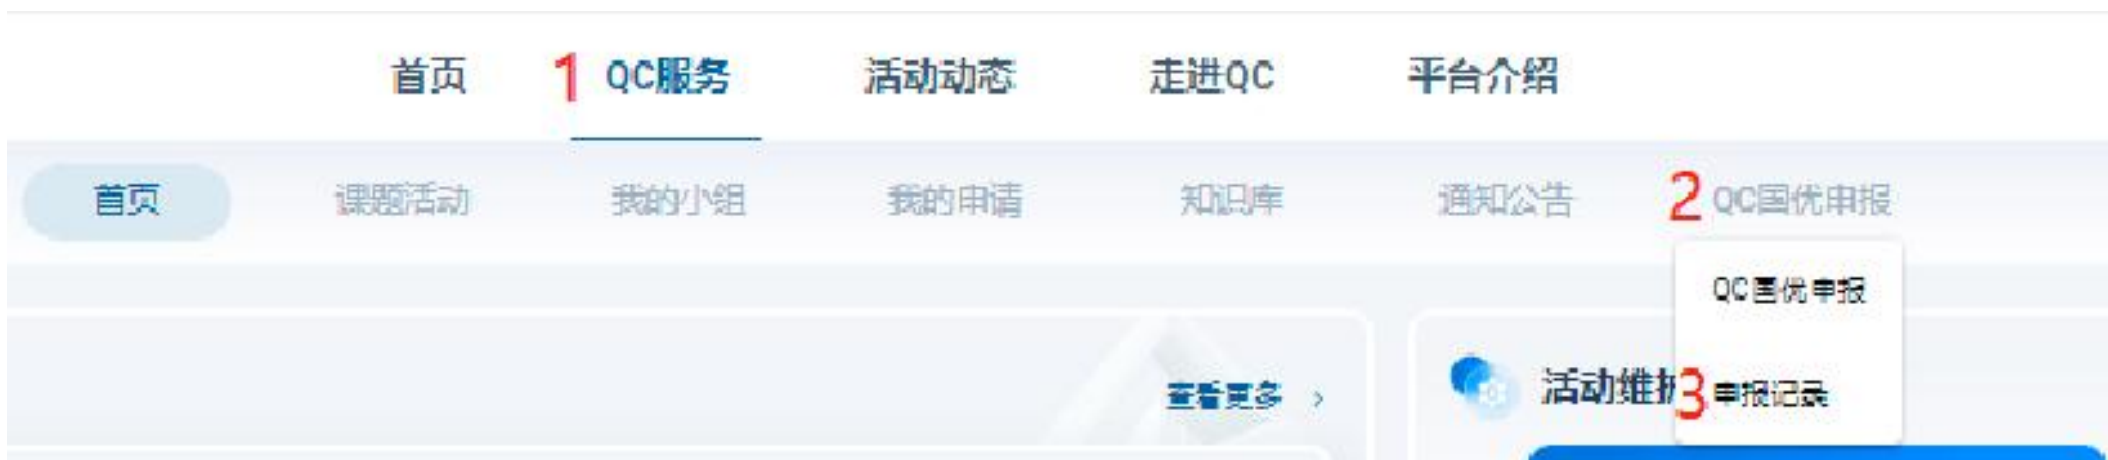 首页 1 QC服务 活动动态 走进QC 平台介绍
首页 课题活动 我的小组 我的申请 知识库 通知公告 2 QC国优申报
QC国优申报
查看更多 > 活动维护 3 申报记录